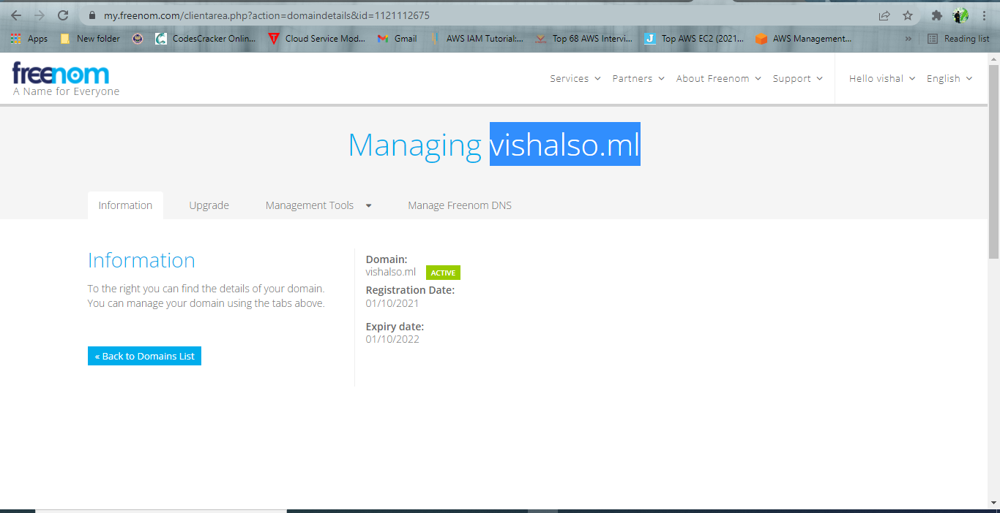 my.freenom.com/clientarea.php?action=domaindetails&id=1121112675
Apps New folder CodesCracker Onlin... Cloud Service Mod... Gmail AWS IAM Tutorial:... Top 68 AWS Intervi... Top AWS EC2 (2021... AWS Management... » Reading list
freenom
A Name for Everyone
Services Partners About Freenom Support Hello vishal English
Managing vishalso.ml
Information Upgrade Management Tools Manage Freenom DNS
Information
To the right you can find the details of your domain.
You can manage your domain using the tabs above.
« Back to Domains List
Domain:
vishalso.ml ACTIVE
Registration Date:
01/10/2021
Expiry date:
01/10/2022